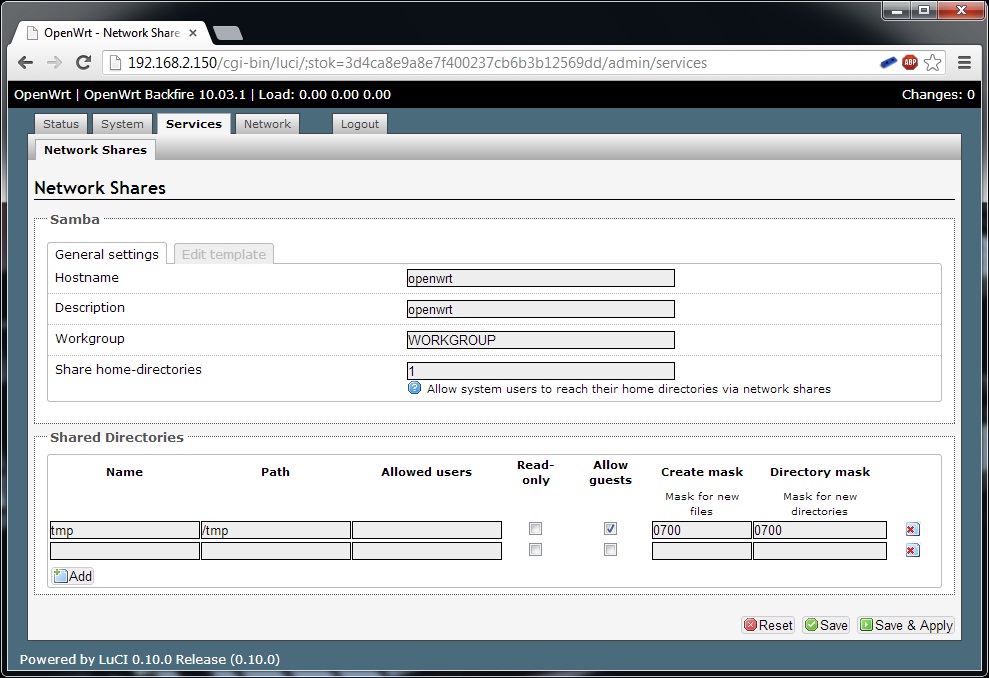 OpenWrt - Network Share
192.168.2.150/cgi-bin/luci/;stok=3d4ca8e9a8e7f400237cb6b3b12569dd/admin/services
ABP
OpenWrt | OpenWrt Backfire 10.03.1 | Load: 0.00 0.00 0.00 Changes: 0
Status System Services Network Logout
Network Shares
Network Shares
Samba
General settings Edit template
Hostname openwrt
Description openwrt
Workgroup WORKGROUP
Share home-directories 1
Allow system users to reach their home directories via network shares
Shared Directories
Name Path Allowed users Read-only Allow guests Create mask Directory mask
Mask for new files Mask for new directories
tmp /tmp 0700 0700
Add
Reset Save Save & Apply
Powered by LuCI 0.10.0 Release (0.10.0)